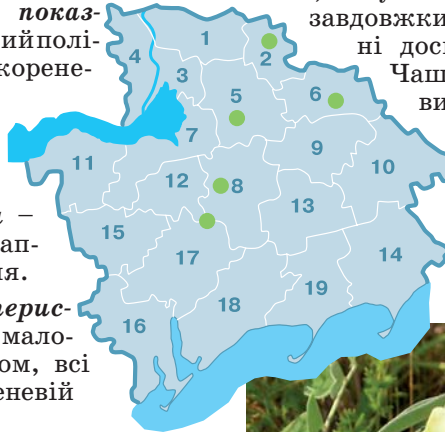 показ-
ий полі-
корене-
–
ап-
ня.
ерис-
мало-
ом, всі
еневій
завдовжки
ні дос
Чаш
ви
1
2
3
4
5
6
7
8
9
10
11
12
13
14
15
16
17
18
19